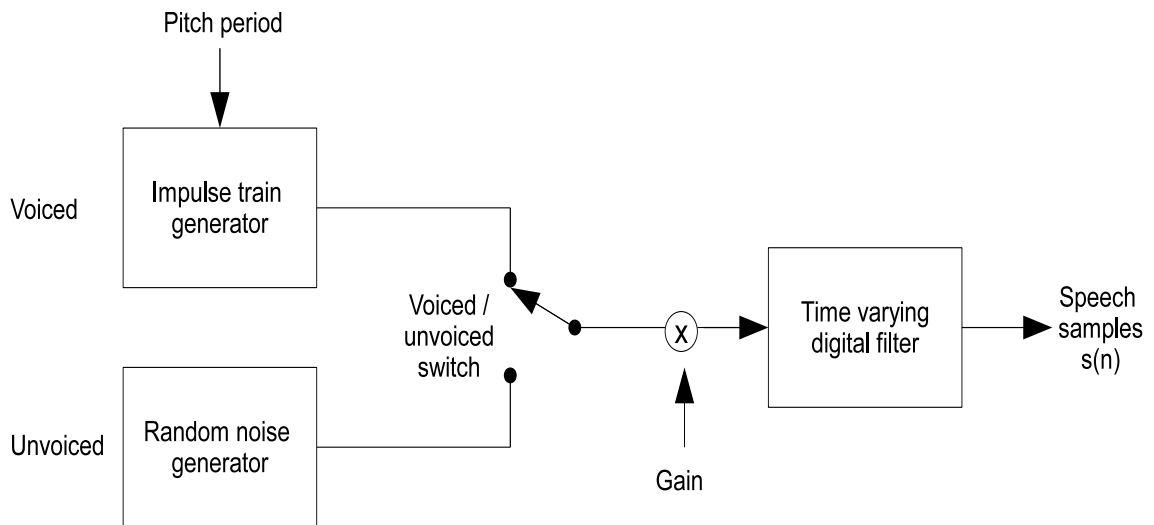 Pitch period
Voiced
Impulse train
generator
Voiced /
unvoiced
switch
X
Time varying
digital filter
Speech
samples
s(n)
Unvoiced
Random noise
generator
Gain